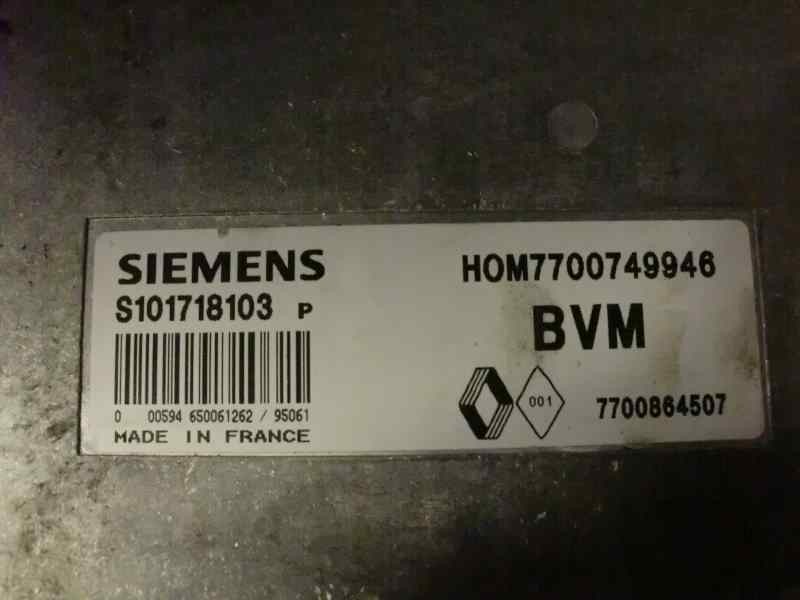 SIEMENS
HOM7700749946
S101718103 P
BVM
0 00594 650061262 / 95061
001
7700864507
MADE IN FRANCE